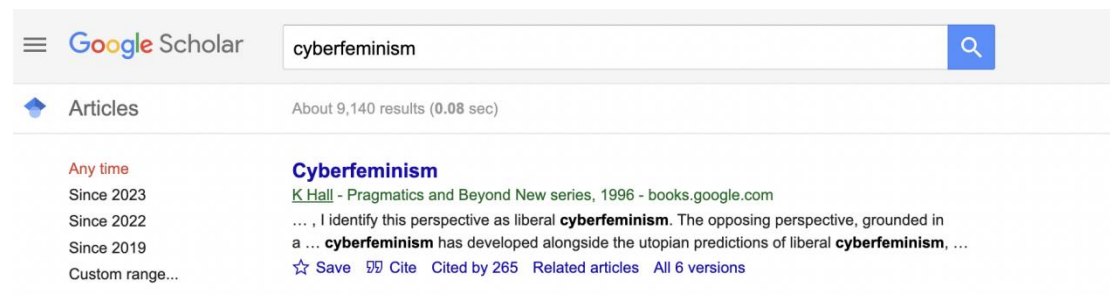 Google Scholar
cyberfeminism
Articles
About 9,140 results (0.08 sec)
Any time
Since 2023
Since 2022
Since 2019
Custom range...
Cyberfeminism
K Hall - Pragmatics and Beyond New series, 1996 - books.google.com
… , I identify this perspective as liberal cyberfeminism. The opposing perspective, grounded in
a … cyberfeminism has developed alongside the utopian predictions of liberal cyberfeminism, …
Save Cite Cited by 265 Related articles All 6 versions